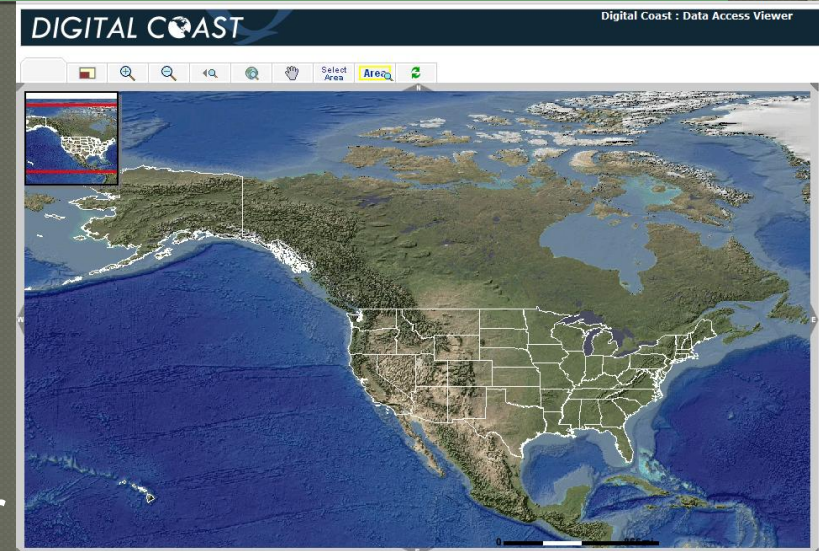 DIGITAL COAST
Digital Coast : Data Access Viewer
Select
Area
Area
N
W
E
0